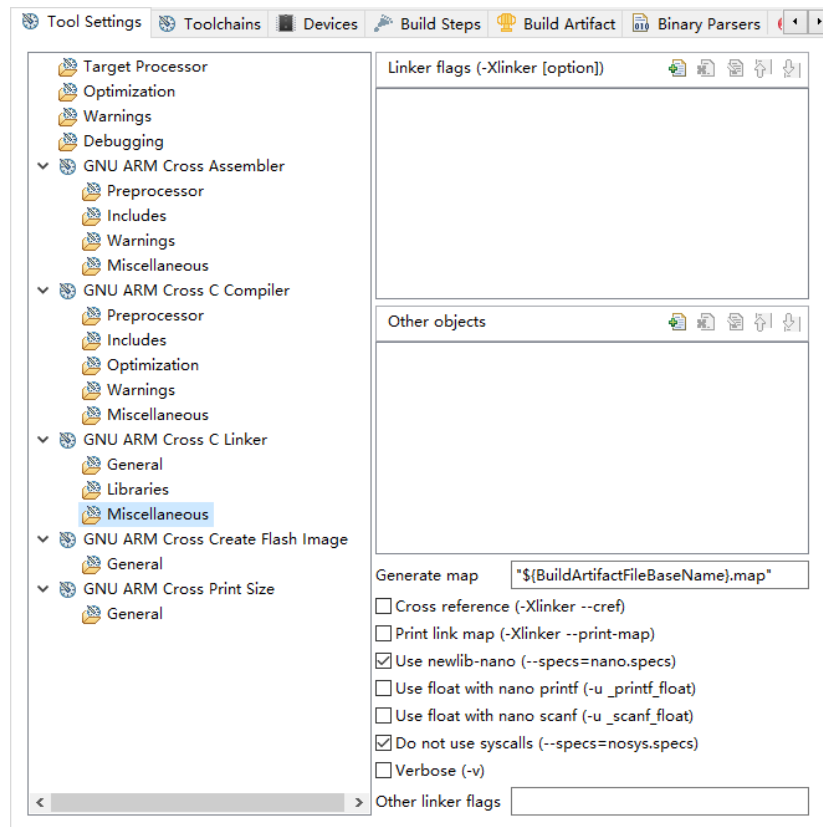 Tool Settings Toolchains Devices Build Steps Build Artifact Binary Parsers
Target Processor
Optimization
Warnings
Debugging
GNU ARM Cross Assembler
Preprocessor
Includes
Warnings
Miscellaneous
GNU ARM Cross C Compiler
Preprocessor
Includes
Optimization
Warnings
Miscellaneous
GNU ARM Cross C Linker
General
Libraries
Miscellaneous
GNU ARM Cross Create Flash Image
General
GNU ARM Cross Print Size
General
Linker flags (-Xlinker [option])
Other objects
Generate map "${BuildArtifactFileBaseName}.map"
Cross reference (-Xlinker --cref)
Print link map (-Xlinker --print-map)
Use newlib-nano (--specs=nano.specs)
Use float with nano printf (-u _printf_float)
Use float with nano scanf (-u _scanf_float)
Do not use syscalls (--specs=nosys.specs)
Verbose (-v)
Other linker flags